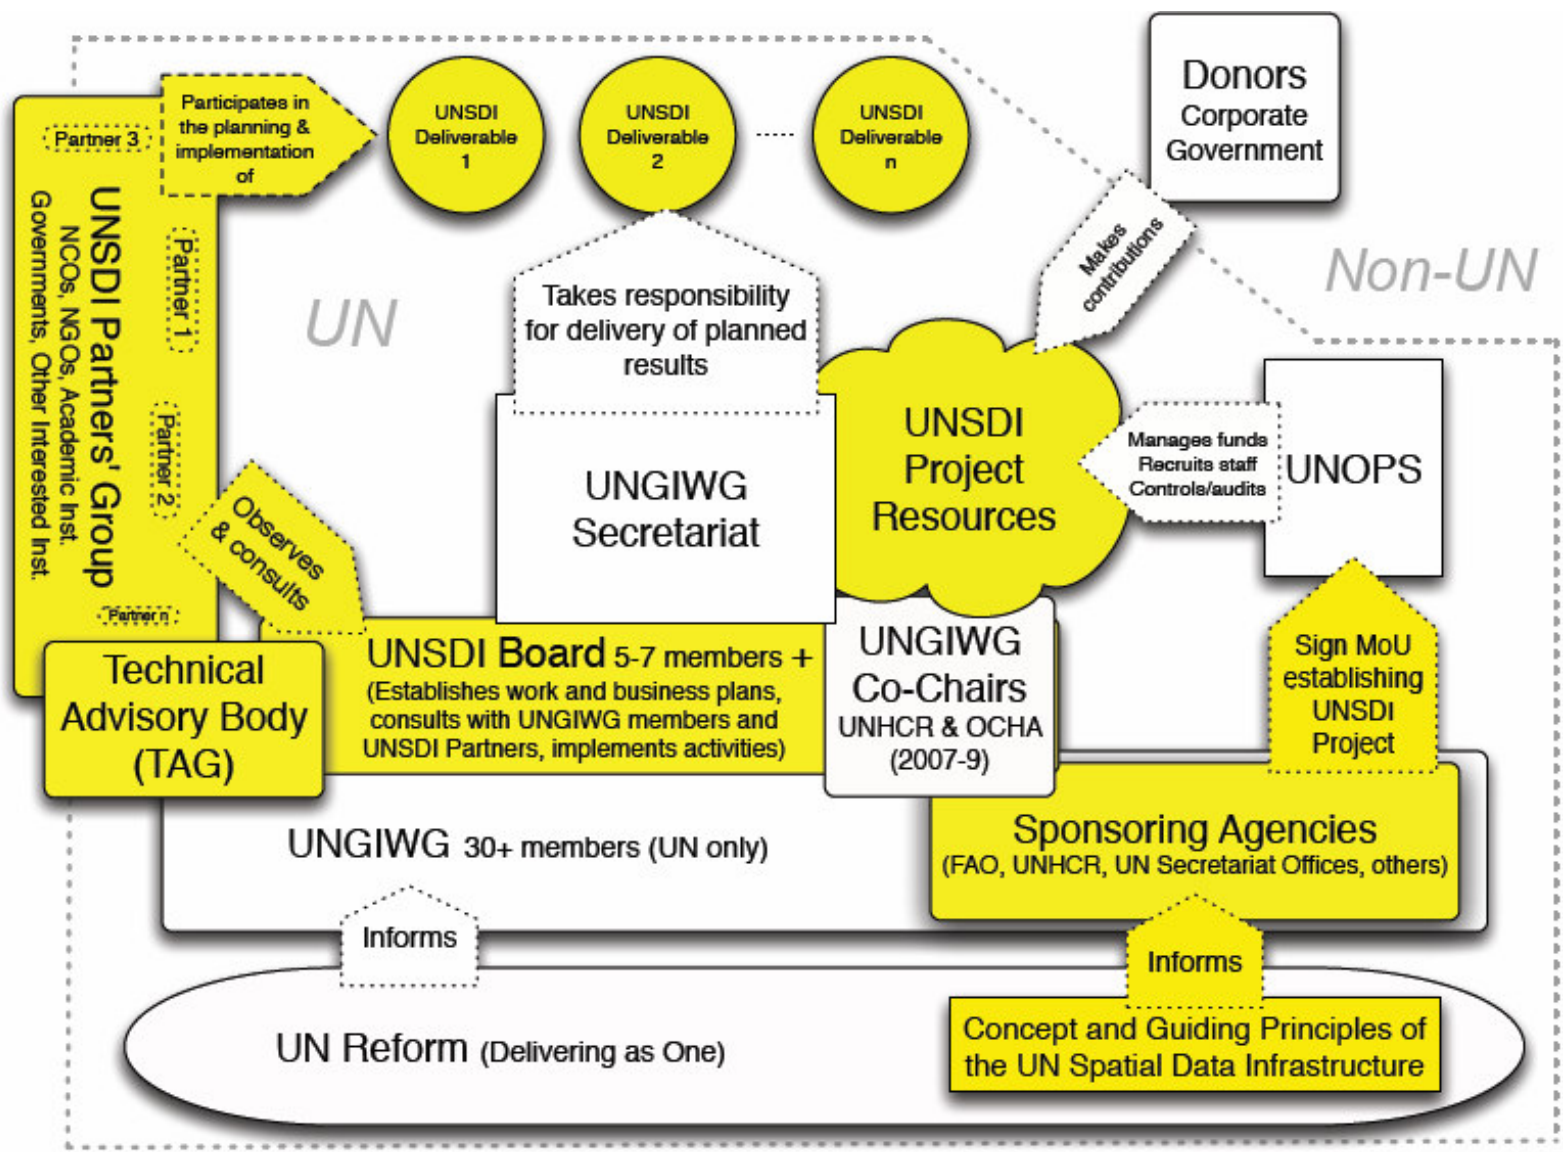 Participates in
the planning &
implementation
of
UNSDI
Deliverable
1
UNSDI
Deliverable
2
UNSDI
Deliverable
n
Donors
Corporate
Government
Partner 3
UNSDI Partners' Group
NCOs, NGOs, Academic Inst.
Governments, Other Interested Inst.
Partner 1
Partner 2
Partner n
UN
Non-UN
Makes
contributions
Takes responsibility
for delivery of planned
results
UNGIWG
Secretariat
UNSDI
Project
Resources
Manages funds
Recruits staff
Controls/audits
UNOPS
Observes
& consults
Technical
Advisory Body
(TAG)
UNSDI Board 5-7 members +
(Establishes work and business plans,
consults with UNGIWG members and
UNSDI Partners, implements activities)
UNGIWG
Co-Chairs
UNHCR & OCHA
(2007-9)
Sign MoU
establishing
UNSDI
Project
UNGIWG 30+ members (UN only)
Sponsoring Agencies
(FAO, UNHCR, UN Secretariat Offices, others)
Informs
Informs
UN Reform (Delivering as One)
Concept and Guiding Principles of
the UN Spatial Data Infrastructure